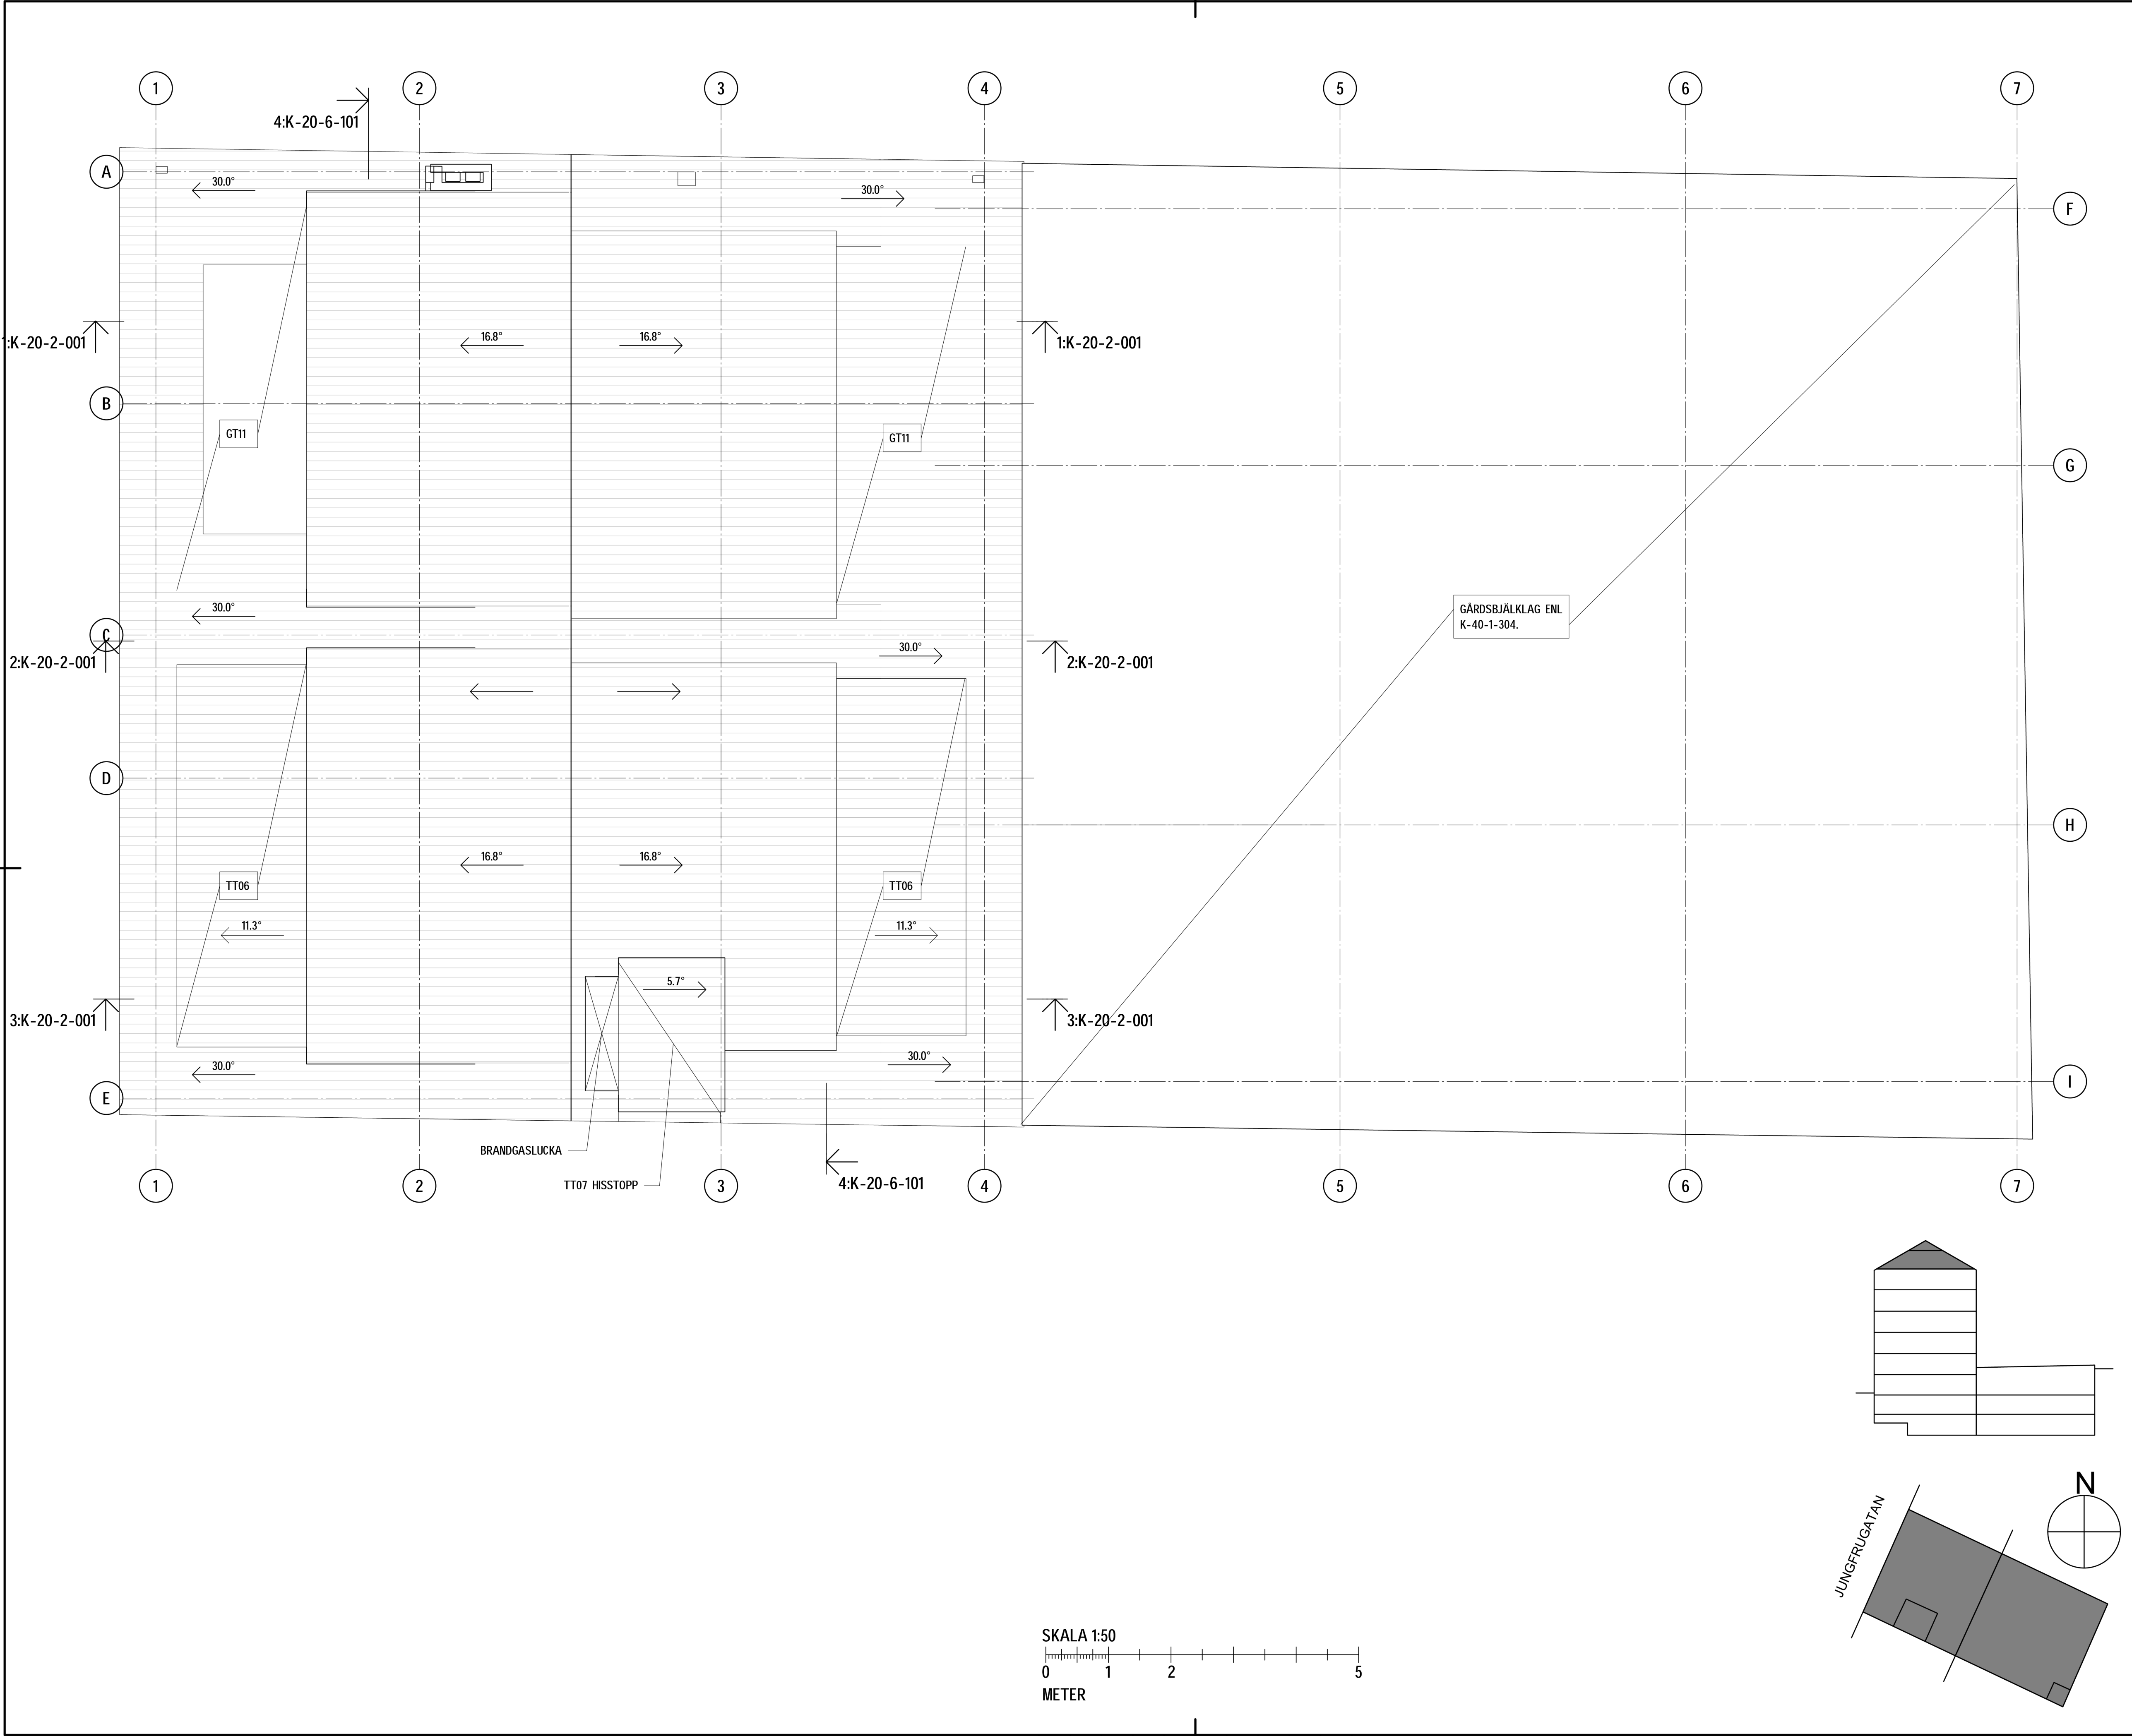 1 2 3 4 5 6 7
4:K-20-6-101
A
30.0°
30.0°
F
1:K-20-2-001
16.8°
16.8°
1:K-20-2-001
B
GT11
GT11
G
30.0°
GÅRDSBJÄLKLAG ENL
K-40-1-304.
C
2:K-20-2-001
30.0°
2:K-20-2-001
D
H
16.8°
16.8°
TT06
TT06
11.3°
11.3°
5.7°
3:K-20-2-001
3:K-20-2-001
30.0°
30.0°
E
I
BRANDGASLUCKA
TT07 HISSTOPP
4:K-20-6-101
1 2 3 4 5 6 7
N
JUNGFRUGATAN
SKALA 1:50
0 1 2 5
METER